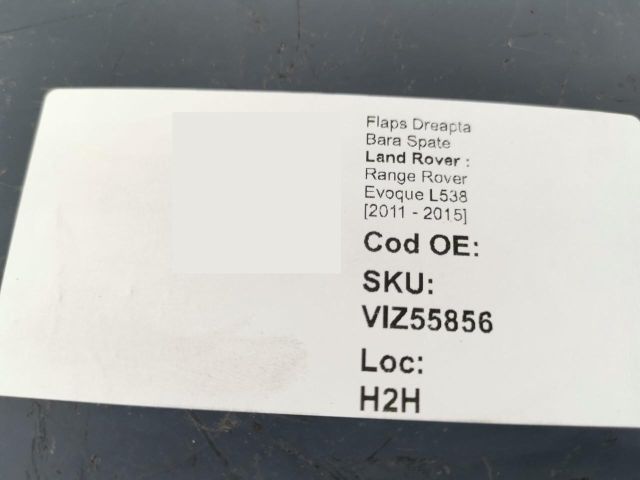 Flaps Dreapta
Bara Spate
Land Rover :
Range Rover
Evoque L538
[2011 - 2015]
Cod OE:
SKU:
VIZ55856
Loc:
H2H